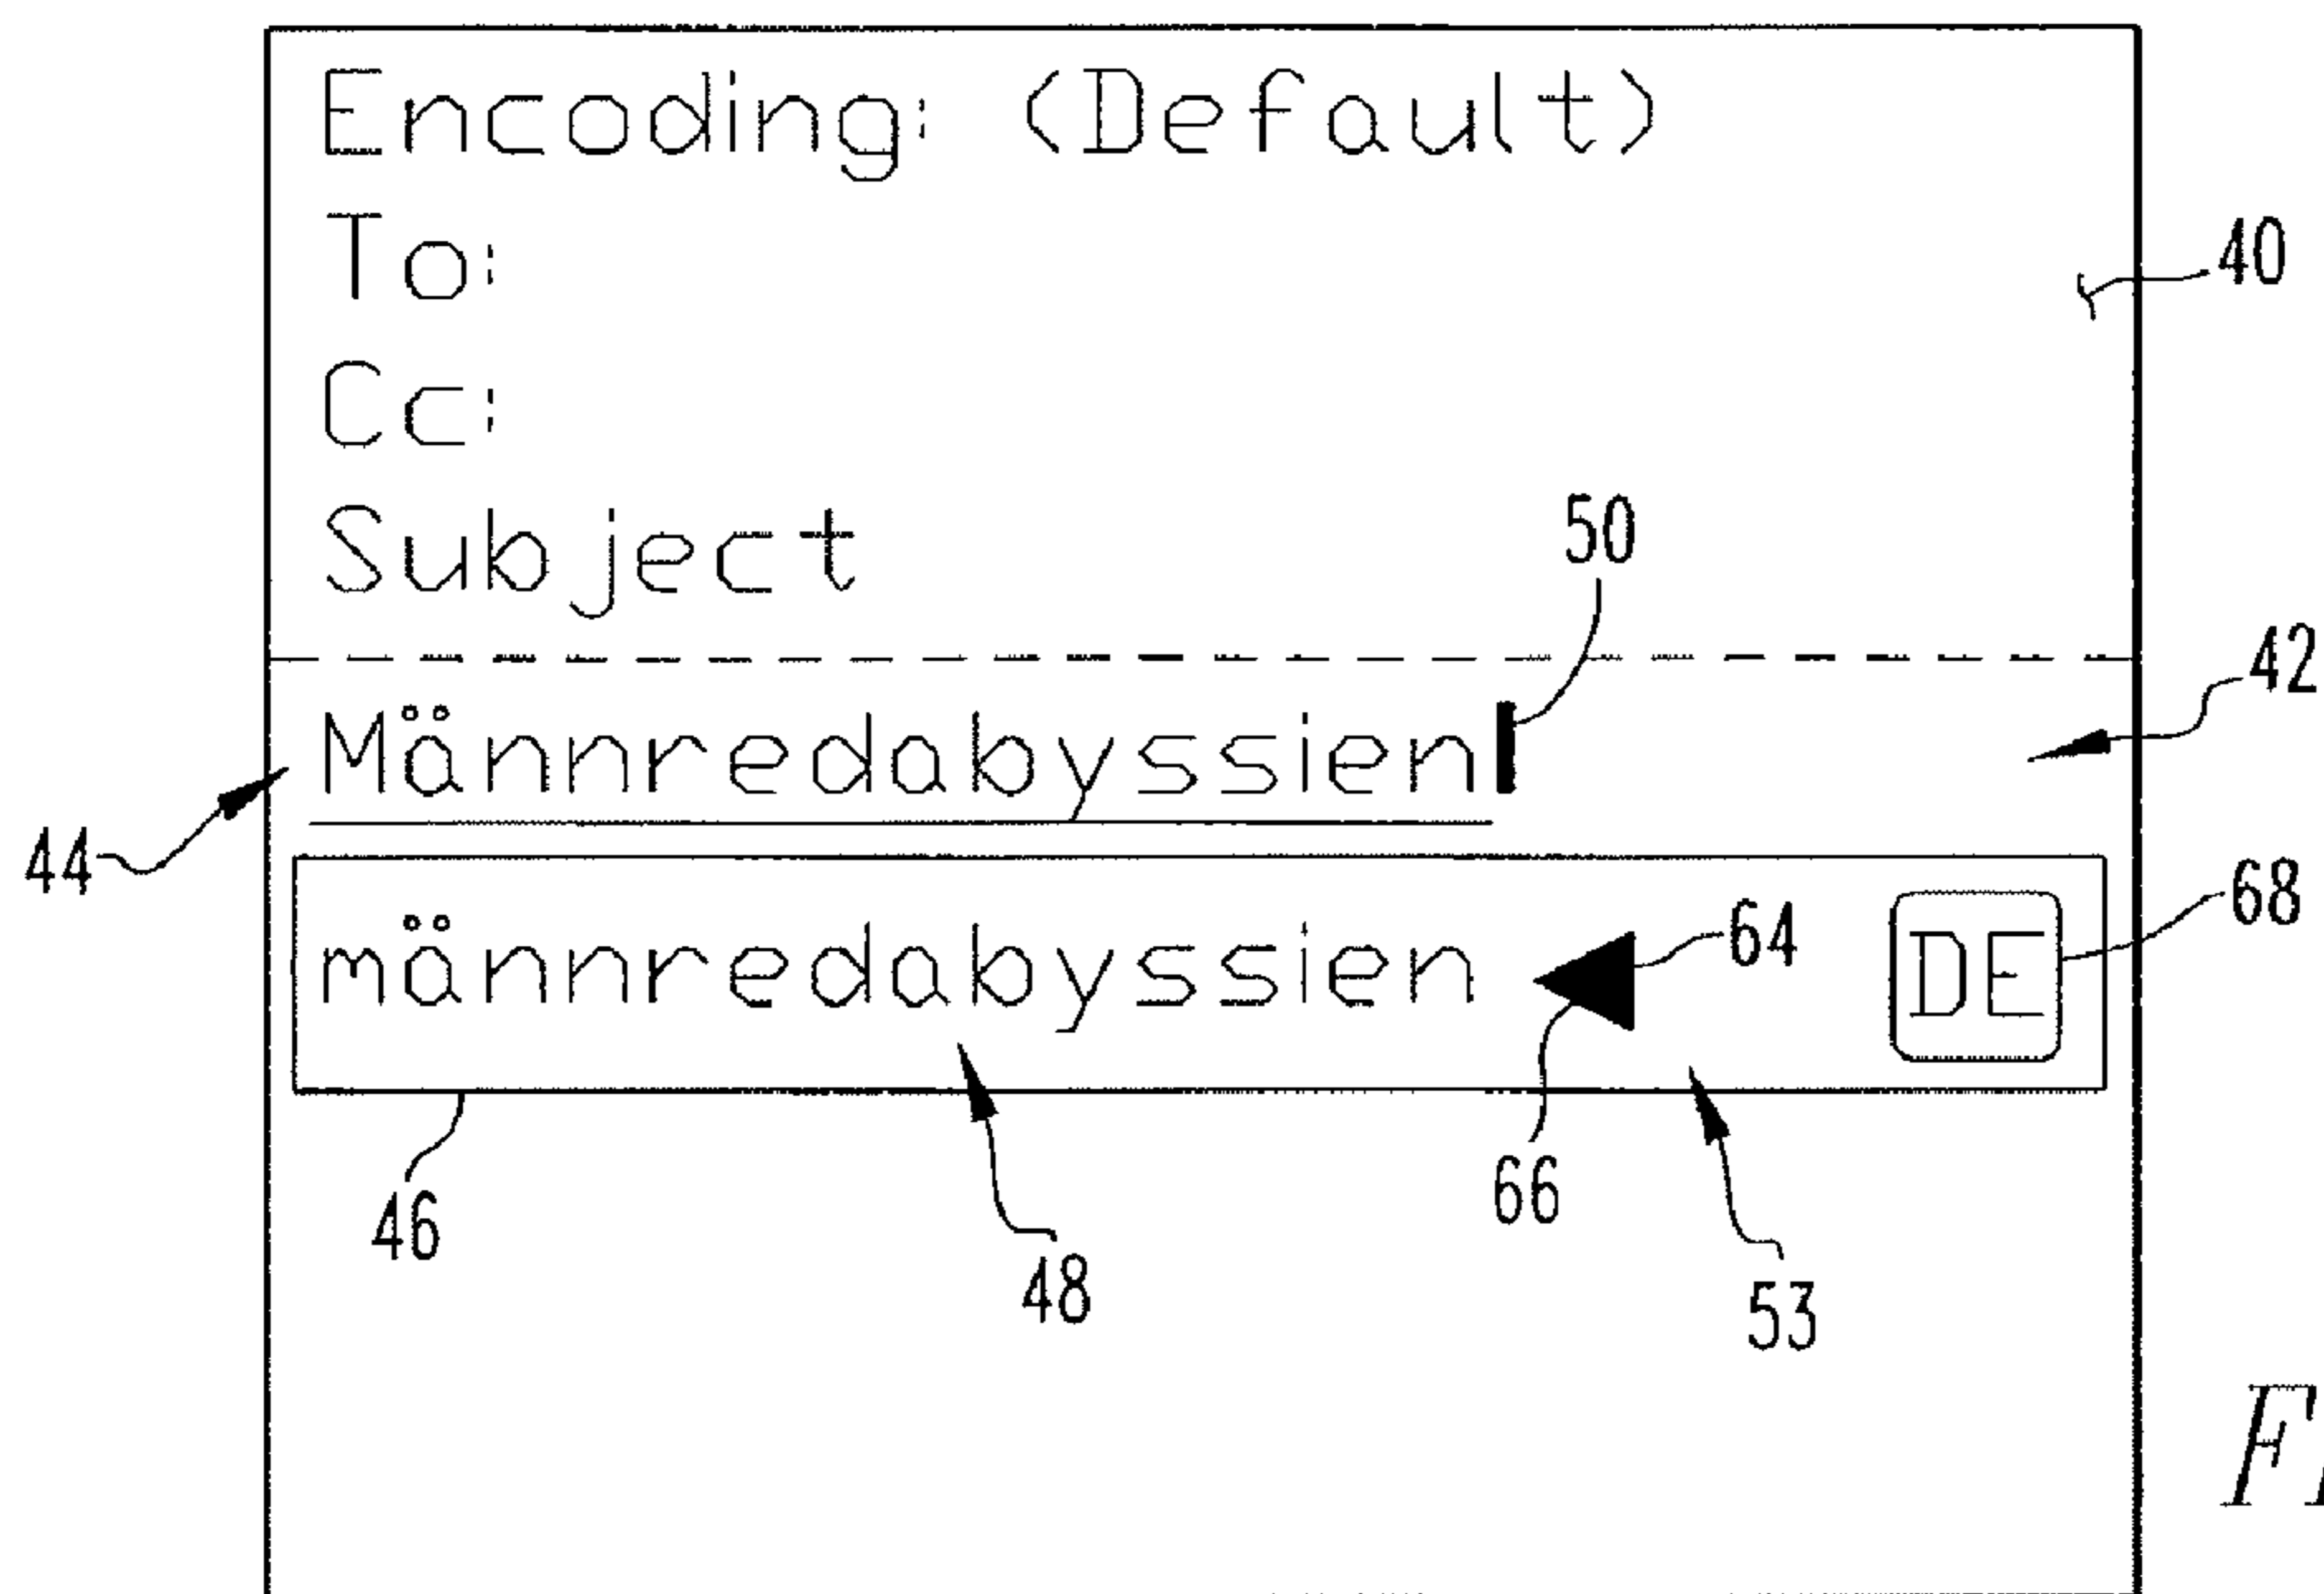 Encoding: (Default)
To:
40
Cc:
Subject
50
42
Männredabyssien
44
männredabyssien
64
DE
68
66
46
48
53